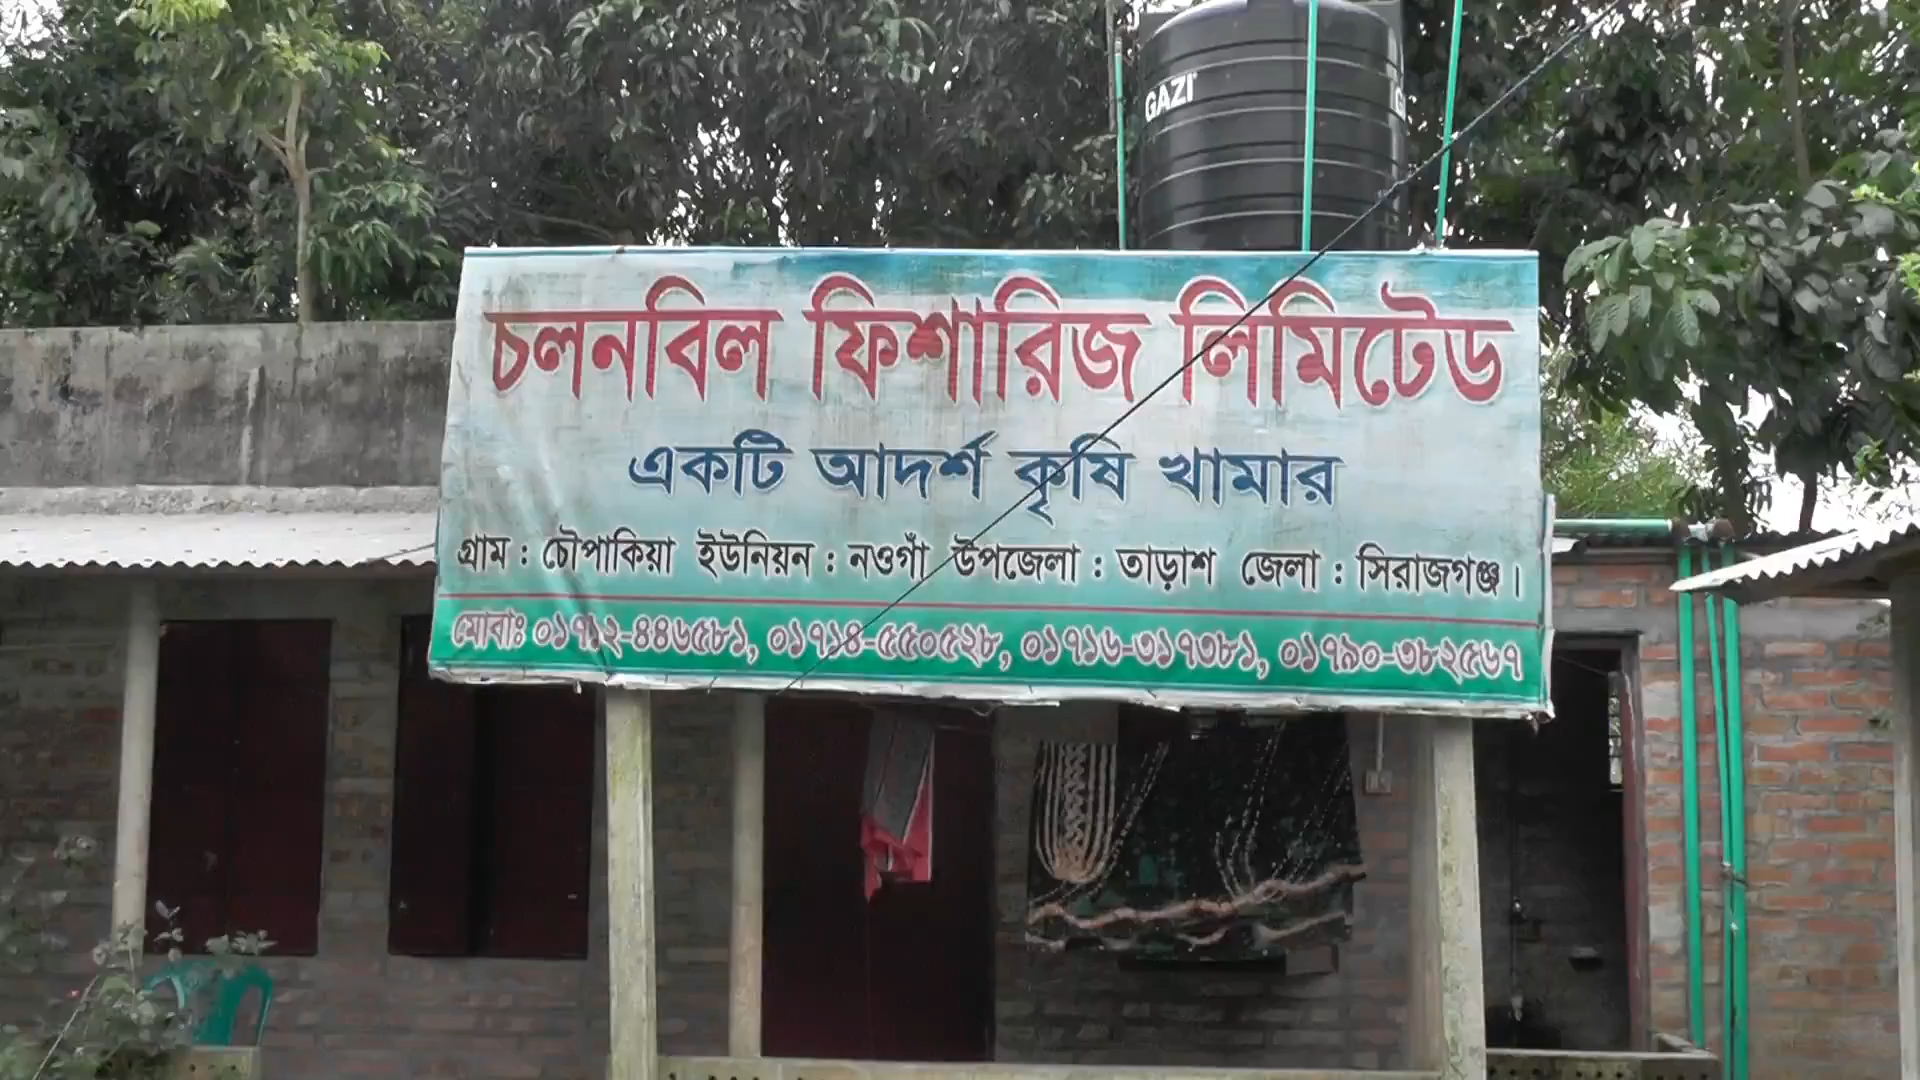 GAZI
চলনবিল ফিশারিজ লিমিটেড
একটি আদর্শ কৃষি খামার
গ্রাম : চৌপাকিয়া ইউনিয়ন : নওগাঁ উপজেলা : তাড়াশ জেলা : সিরাজগঞ্জ।
মোবাঃ ০১৭১২-৪৪৬৫৮১, ০১৭১৪-৫৫০৫২৮, ০১৭১৬-৩১৭৩৮১, ০১৭৯০-৩৮২৫৬৭